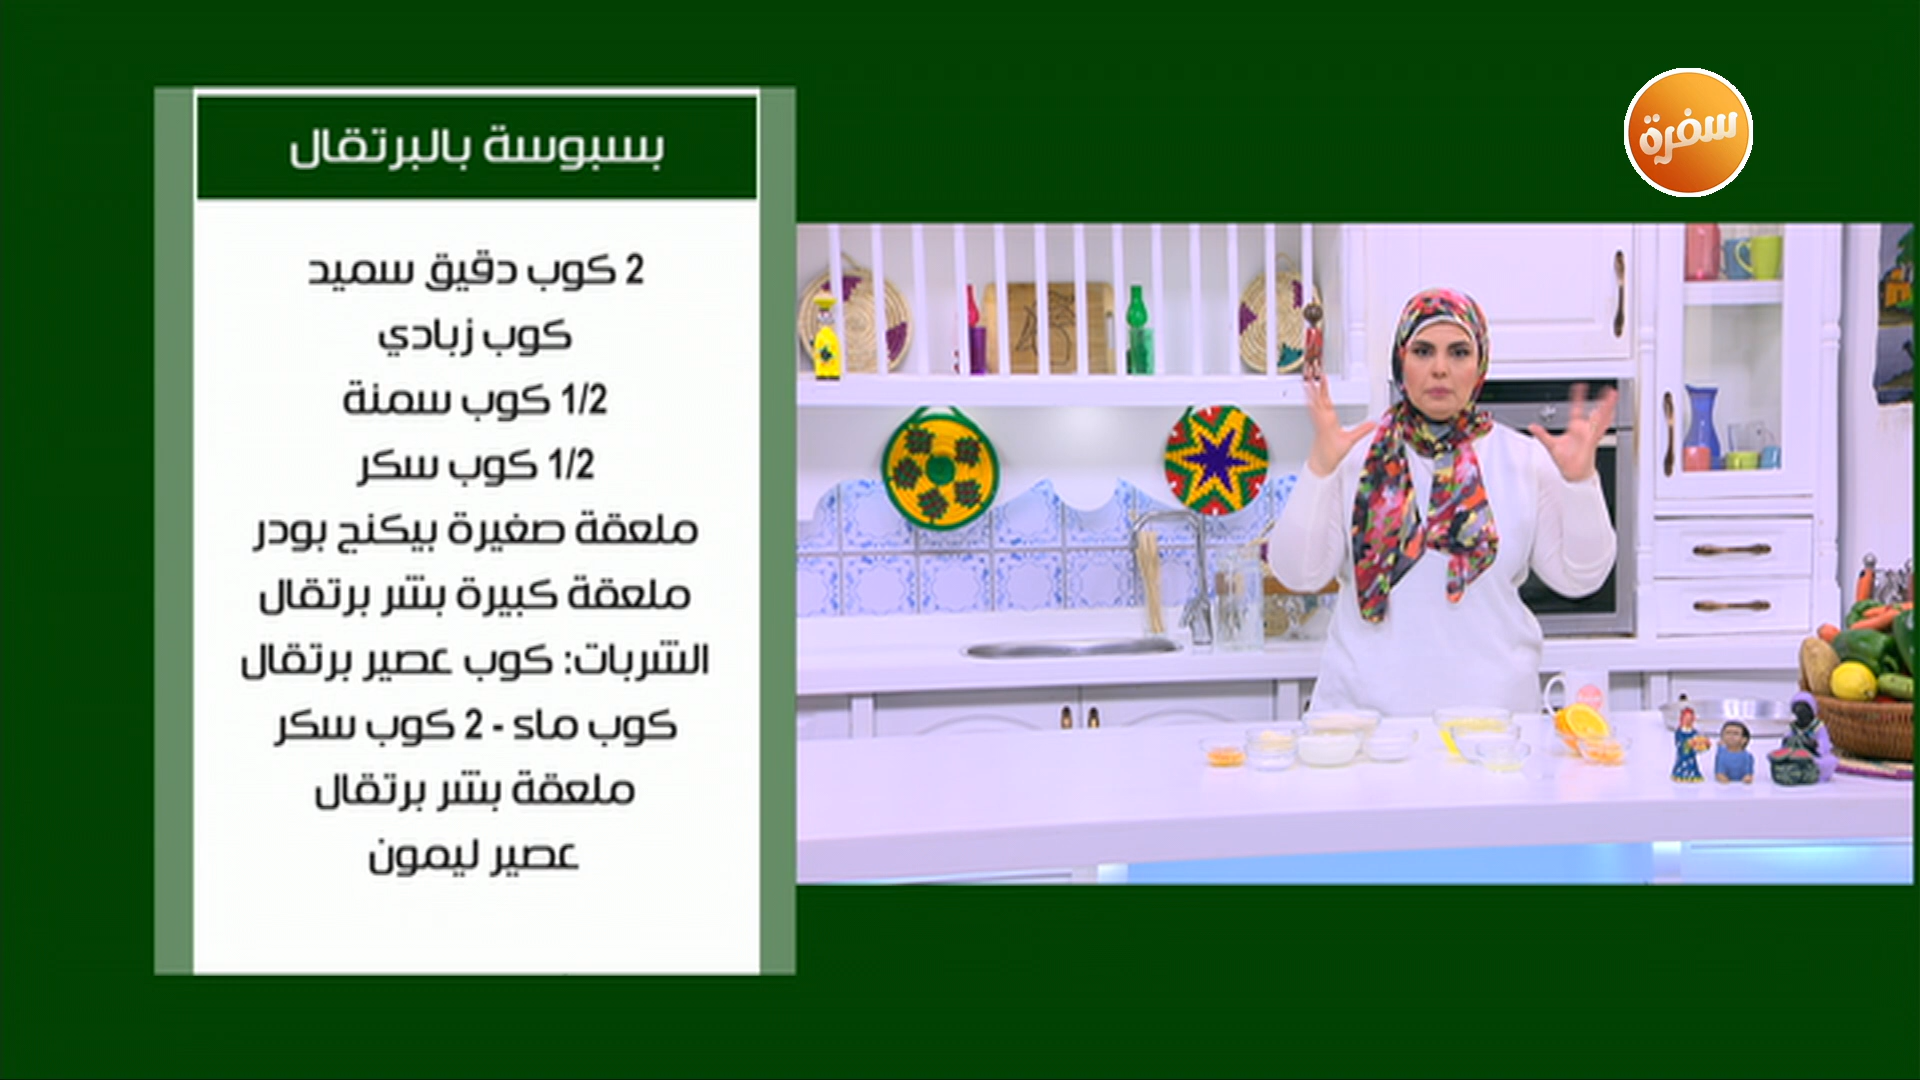 سفرة
بسبوسة بالبرتقال
2 كوب دقيق سميد
كوب زبادي
1/2 كوب سمنة
1/2 كوب سكر
ملعقة صغيرة بيكنج بودر
ملعقة كبيرة بشر برتقال
الشربات: كوب عصير برتقال
كوب ماء - 2 كوب سكر
ملعقة بشر برتقال
عصير ليمون